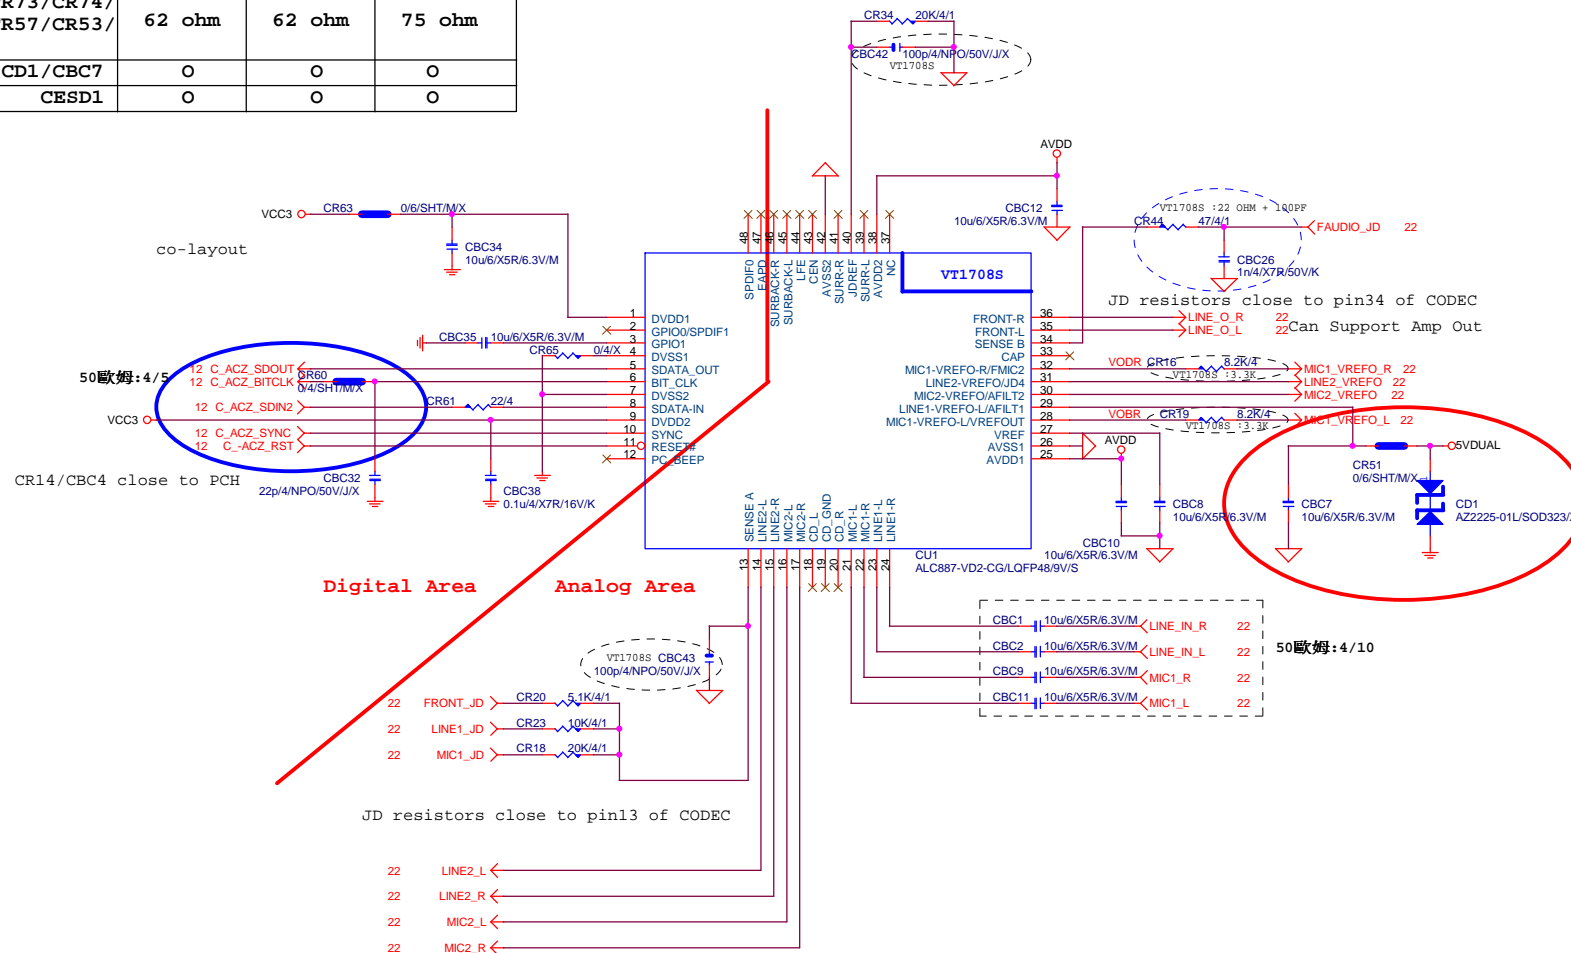 R73/CR74/
R57/CR53/
62 ohm
62 ohm
75 ohm
CD1/CBC7
O
O
O
CESD1
O
O
O
CR34
20K/4/1
CBC42
100p/4/NPO/50V/J/X
VT1708S
AVDD
CBC12
10u/6/X5R/6.3V/M
VT1708S :22 OHM + 100PF
CR44
47/4/1
FAUDIO_JD
22
CBC26
1n/4/X7R/50V/K
JD resistors close to pin34 of CODEC
VCC3
CR63
0/6/SHT/M/X
co-layout
CBC34
10u/6/X5R/6.3V/M
48
47
46
45
44
43
42
41
40
39
38
37
SPDIF0
EAPD
SURBACK-R
SURBACK-L
LFE
CEN
AVSS2
SURR-R
JDREF
SURR-L
AVDD2
NC
VT1708S
1 DVDD1
2 GPIO0/SPDIF1
3 GPIO1
4 DVSS1
5 SDATA_OUT
6 BIT_CLK
7 DVSS2
8 SDATA-IN
9 DVDD2
10 SYNC
11 RESET#
12 PC_BEEP
FRONT-R 36
FRONT-L 35
SENSE B 34
CAP 33
MIC1-VREFO-R/FMIC2 32
LINE2-VREFO/JD4 31
MIC2-VREFO/AFILT2 30
LINE1-VREFO-L/AFILT1 29
MIC1-VREFO-L/VREFOUT 28
VREF 27
AVSS1 26
AVDD1 25
LINE_O_R 22
LINE_O_L 22
Can Support Amp Out
CBC35
10u/6/X5R/6.3V/M
CR65
0/4/X
50歐姆:4/5
12 C_ACZ_SDOUT
12 C_ACZ_BITCLK
CR60
0/4/SHT/M/X
12 C_ACZ_SDIN2
CR61
22/4
VCC3
12 C_ACZ_SYNC
12 C_-ACZ_RST
CR14/CBC4 close to PCH
CBC32
22p/4/NPO/50V/J/X
CBC38
0.1u/4/X7R/16V/K
VODR
CR16
8.2K/4
VT1708S :3.3K
MIC1_VREFO_R 22
LINE2_VREFO 22
MIC2_VREFO 22
VOBR
CR19
8.2K/4
VT1708S :3.3K
MIC1_VREFO_L 22
AVDD
5VDUAL
CR51
0/6/SHT/M/X
CBC8
10u/6/X5R/6.3V/M
CBC10
10u/6/X5R/6.3V/M
CBC7
10u/6/X5R/6.3V/M
CD1
AZ2225-01L/SOD323/
SENSE A
LINE2-L
LINE2-R
MIC2-L
MIC2-R
CD_L
CD_GND
CD_R
MIC1-L
MIC1-R
LINE1-L
LINE1-R
13
14
15
16
17
18
19
20
21
22
23
24
CU1
ALC887-VD2-CG/LQFP48/9V/S
Digital Area
Analog Area
VT1708S CBC43
100p/4/NPO/50V/J/X
CBC1 10u/6/X5R/6.3V/M LINE_IN_R 22
CBC2 10u/6/X5R/6.3V/M LINE_IN_L 22
CBC9 10u/6/X5R/6.3V/M MIC1_R 22
CBC11 10u/6/X5R/6.3V/M MIC1_L 22
50歐姆:4/10
22 FRONT_JD CR20 5.1K/4/1
22 LINE1_JD CR23 10K/4/1
22 MIC1_JD CR18 20K/4/1
JD resistors close to pin13 of CODEC
22 LINE2_L
22 LINE2_R
22 MIC2_L
22 MIC2_R